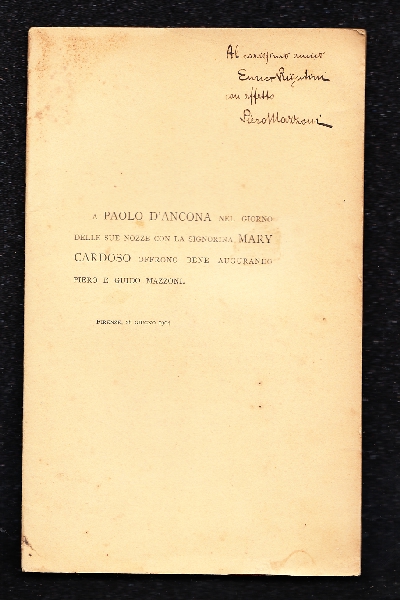 Al carissimo amico
Enrico
con affetto
Piero Mazzoni
A PAOLO D'ANCONA NEL GIORNO
DELLE SUE NOZZE CON LA SIGNORINA MARY
CARDOSO OFFRONO BENE AUGURANDO
PIERO E GUIDO MAZZONI.
FIRENZE, GIUGNO